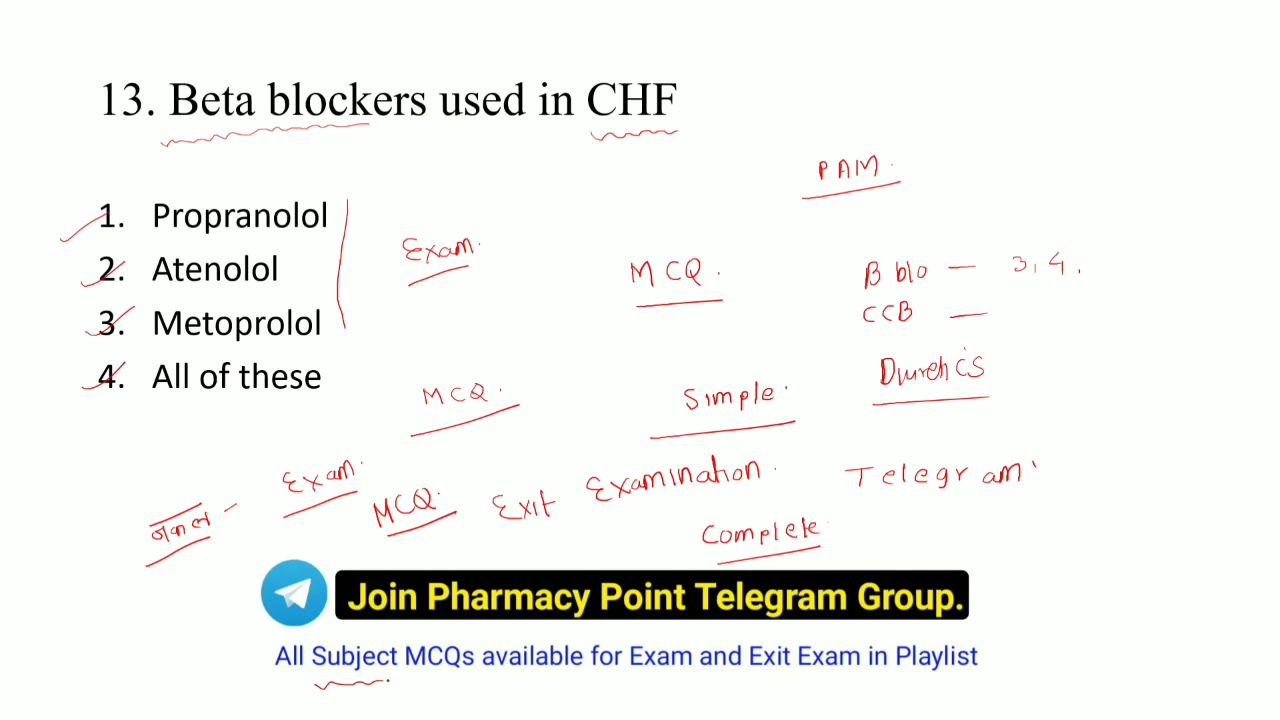 13. Beta blockers used in CHF
PAM.
1. Propranolol
Exam.
2. Atenolol
MCQ.
B blo — 3, 4.
3. Metoprolol
CCB —
4. All of these
Diuretics
MCQ.
Simple.
Exam.
MCQ.
Exit Examination.
Telegram
नकल -
Complete
Join Pharmacy Point Telegram Group.
All Subject MCQs available for Exam and Exit Exam in Playlist